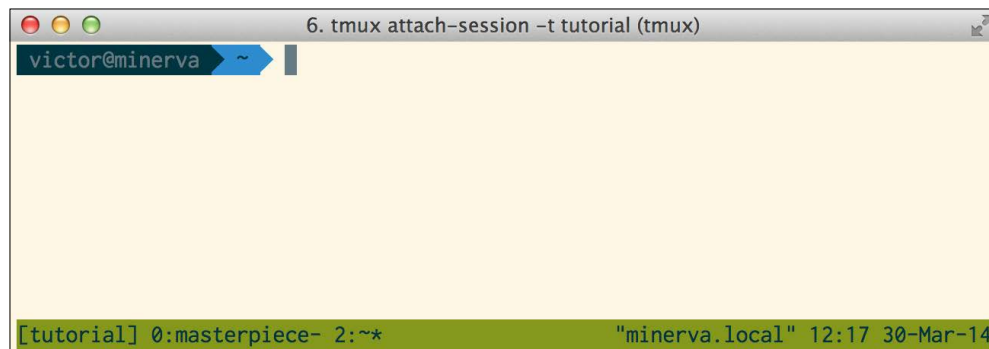 6. tmux attach-session -t tutorial (tmux)
victor@minerva ~
[tutorial] 0:masterpiece- 2:~* "minerva.local" 12:17 30-Mar-14